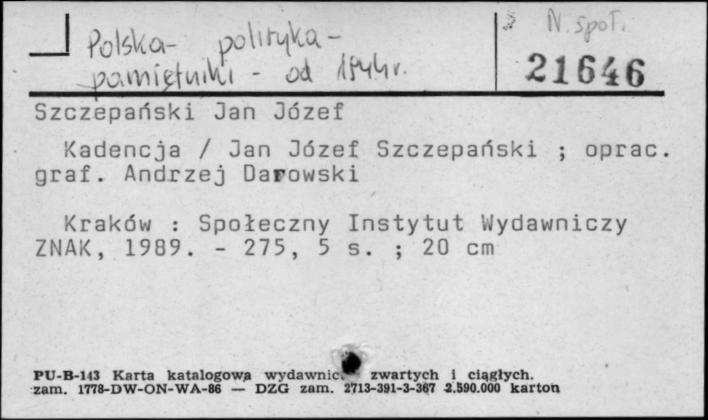 Polska - polityka -
pamiętniki - od 1944r.
N. społ.
21646
Szczepański Jan Józef
Kadencja / Jan Józef Szczepański ; oprac.
graf. Andrzej Darowski
Kraków : Społeczny Instytut Wydawniczy
ZNAK, 1989. - 275, 5 s. ; 20 cm
PU-B-143 Karta katalogowa wydawnic. zwartych i ciągłych.
zam. 1778-DW-ON-WA-86 — DZG zam. 2713-391-3-367 2.590.000 karton